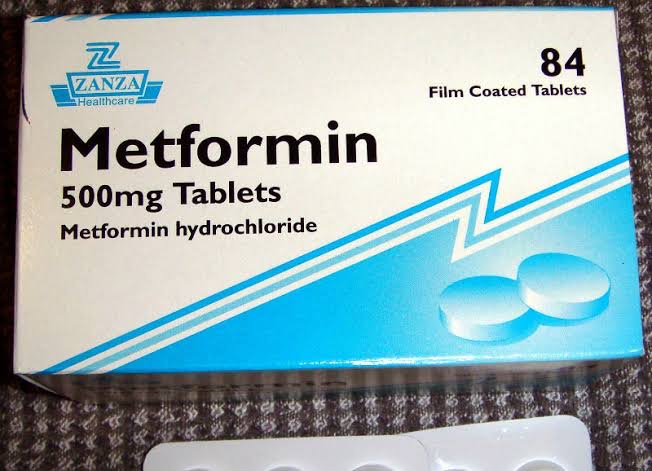 ZANZA
Healthcare
84
Film Coated Tablets
Metformin
500mg Tablets
Metformin hydrochloride